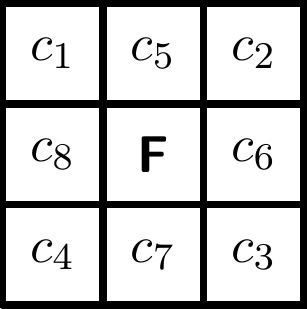 c₁ c₅ c₂
c₈ F c₆
c₄ c₇ c₃